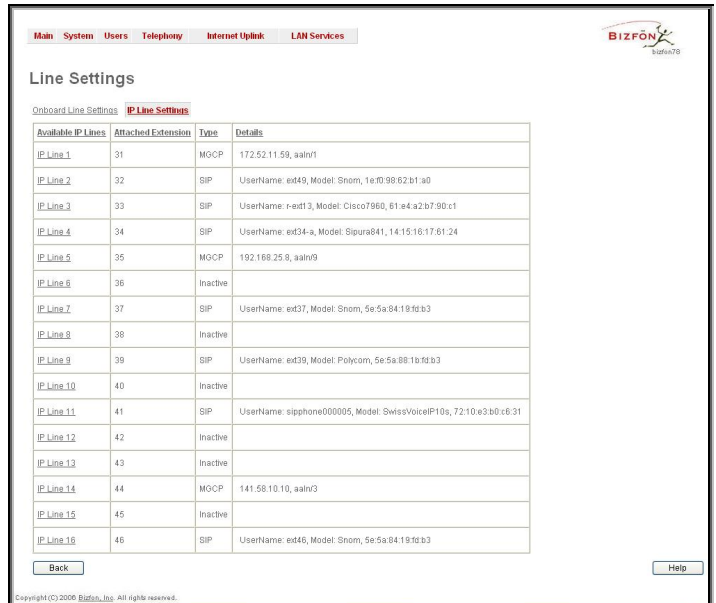 Main System Users Telephony Internet Uplink LAN Services
BIZFŌN
bizfon78
Line Settings
Onboard Line Settings IP Line Settings
Available IP Lines Attached Extension Type Details
IP Line 1 31 MGCP 172.52.11.59, aaln/1
IP Line 2 32 SIP UserName: ext49, Model: Snom, 1e:f0:98:62:b1:a0
IP Line 3 33 SIP UserName: r-ext13, Model: Cisco7960, 61:e4:a2:b7:90:c1
IP Line 4 34 SIP UserName: ext34-a, Model: Sipura841, 14:15:16:17:61:24
IP Line 5 35 MGCP 192.168.25.8, aaln/9
IP Line 6 36 Inactive
IP Line 7 37 SIP UserName: ext37, Model: Snom, 5e:5a:84:19:fd:b3
IP Line 8 38 Inactive
IP Line 9 39 SIP UserName: ext39, Model: Polycom, 5e:5a:88:1b:fd:b3
IP Line 10 40 Inactive
IP Line 11 41 SIP UserName: sipphone000005, Model: SwissVoiceIP10s, 72:10:e3:b0:c6:31
IP Line 12 42 Inactive
IP Line 13 43 Inactive
IP Line 14 44 MGCP 141.58.10.10, aaln/3
IP Line 15 45 Inactive
IP Line 16 46 SIP UserName: ext46, Model: Snom, 5e:5a:84:19:fd:b3
Back Help
Copyright (C) 2006 Bizfon, Inc. All rights reserved.